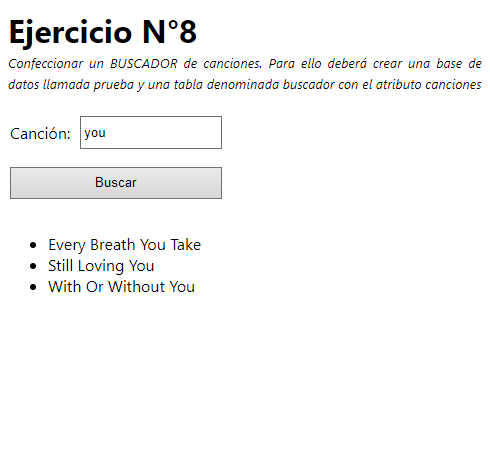 Ejercicio N°8
Confeccionar un BUSCADOR de canciones. Para ello deberá crear una base de
datos llamada prueba y una tabla denominada buscador con el atributo canciones
Canción: you
Buscar
• Every Breath You Take
• Still Loving You
• With Or Without You